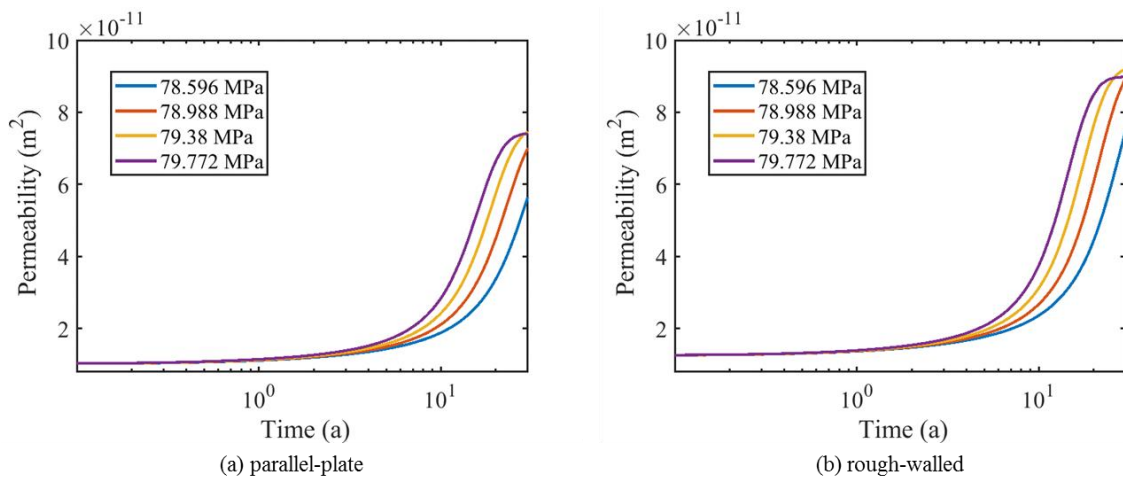 ×10⁻¹¹
10
8
6
4
2
Permeability (m²)
78.596 MPa
78.988 MPa
79.38 MPa
79.772 MPa
10⁰
10¹
Time (a)
(a) parallel-plate
×10⁻¹¹
10
8
6
4
2
Permeability (m²)
78.596 MPa
78.988 MPa
79.38 MPa
79.772 MPa
10⁰
10¹
Time (a)
(b) rough-walled